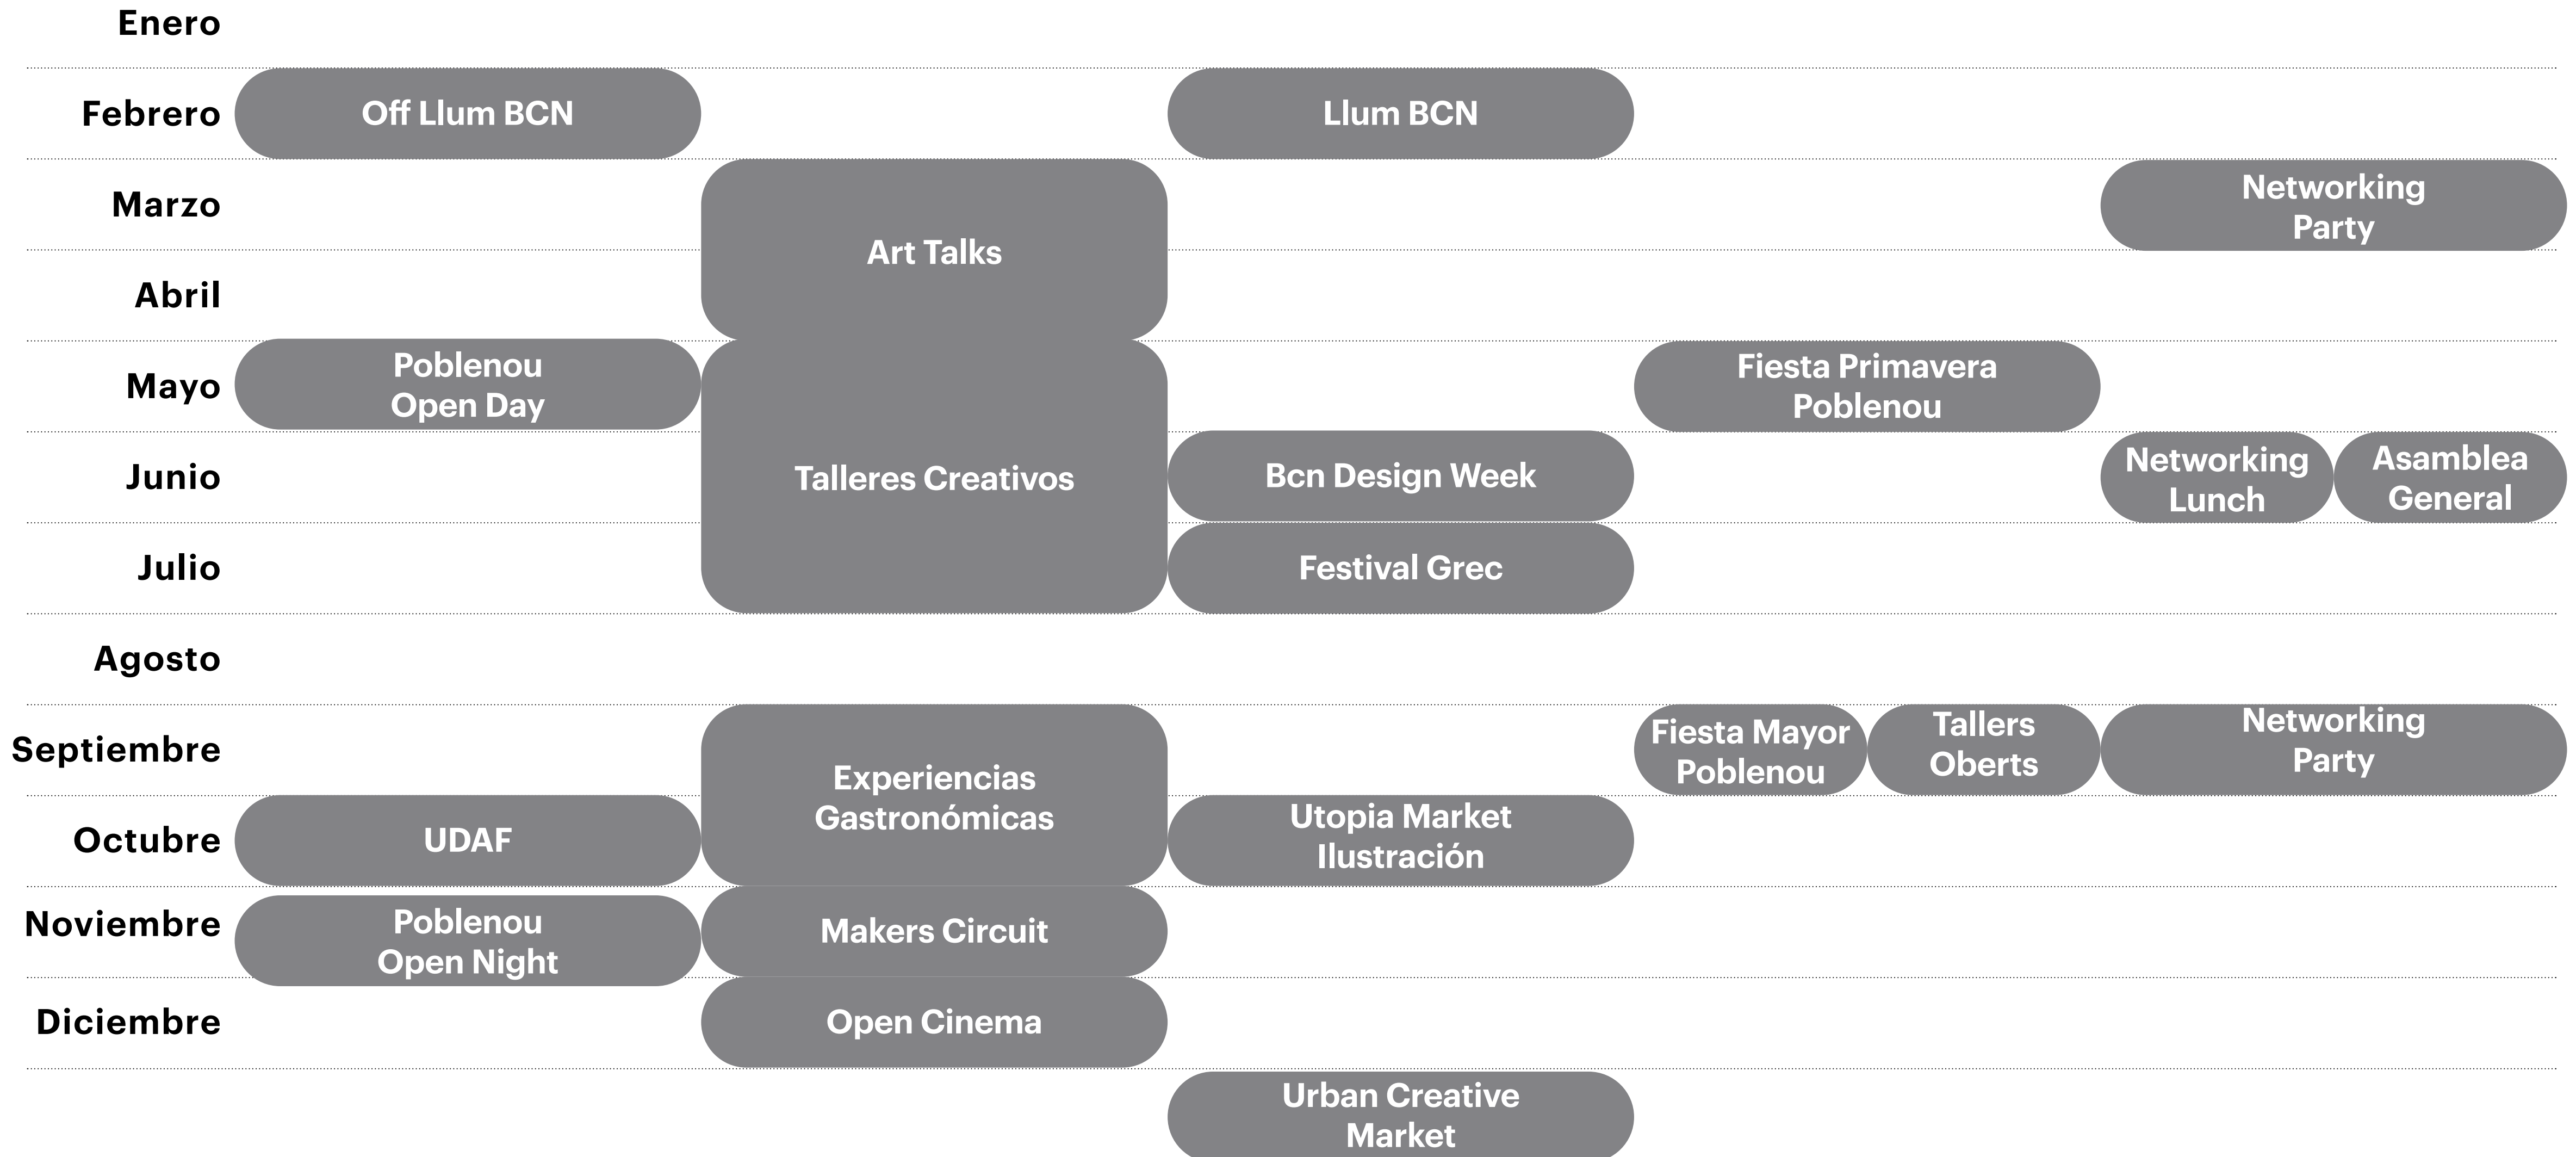 Enero
Febrero
Off Llum BCN
Llum BCN
Marzo
Art Talks
Networking
Party
Abril
Mayo
Poblenou
Open Day
Talleres Creativos
Fiesta Primavera
Poblenou
Junio
Bcn Design Week
Networking
Lunch
Asamblea
General
Julio
Festival Grec
Agosto
Septiembre
Experiencias
Gastronómicas
Fiesta Mayor
Poblenou
Tallers
Oberts
Networking
Party
Octubre
UDAF
Utopia Market
Ilustración
Noviembre
Poblenou
Open Night
Makers Circuit
Diciembre
Open Cinema
Urban Creative
Market